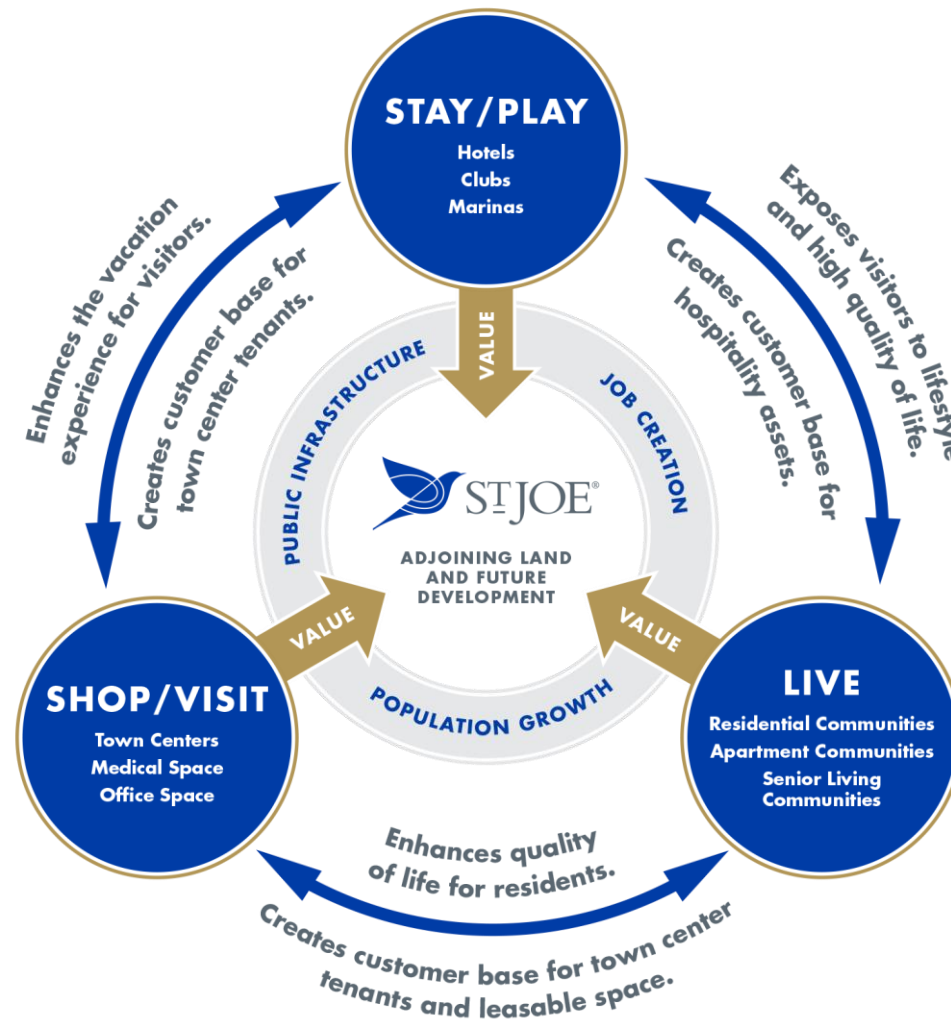 STAY/PLAY
Hotels
Clubs
Marinas
Enhances the vacation
experience for visitors.
Creates customer base for
town center tenants.
Exposes visitors to lifestyle
and high quality of life.
Creates customer base for
hospitality assets.
VALUE
PUBLIC INFRASTRUCTURE
JOB CREATION
ST JOE®
ADJOINING LAND
AND FUTURE
DEVELOPMENT
VALUE
VALUE
POPULATION GROWTH
SHOP/VISIT
Town Centers
Medical Space
Office Space
LIVE
Residential Communities
Apartment Communities
Senior Living
Communities
Enhances quality
of life for residents.
Creates customer base for town center
tenants and leasable space.